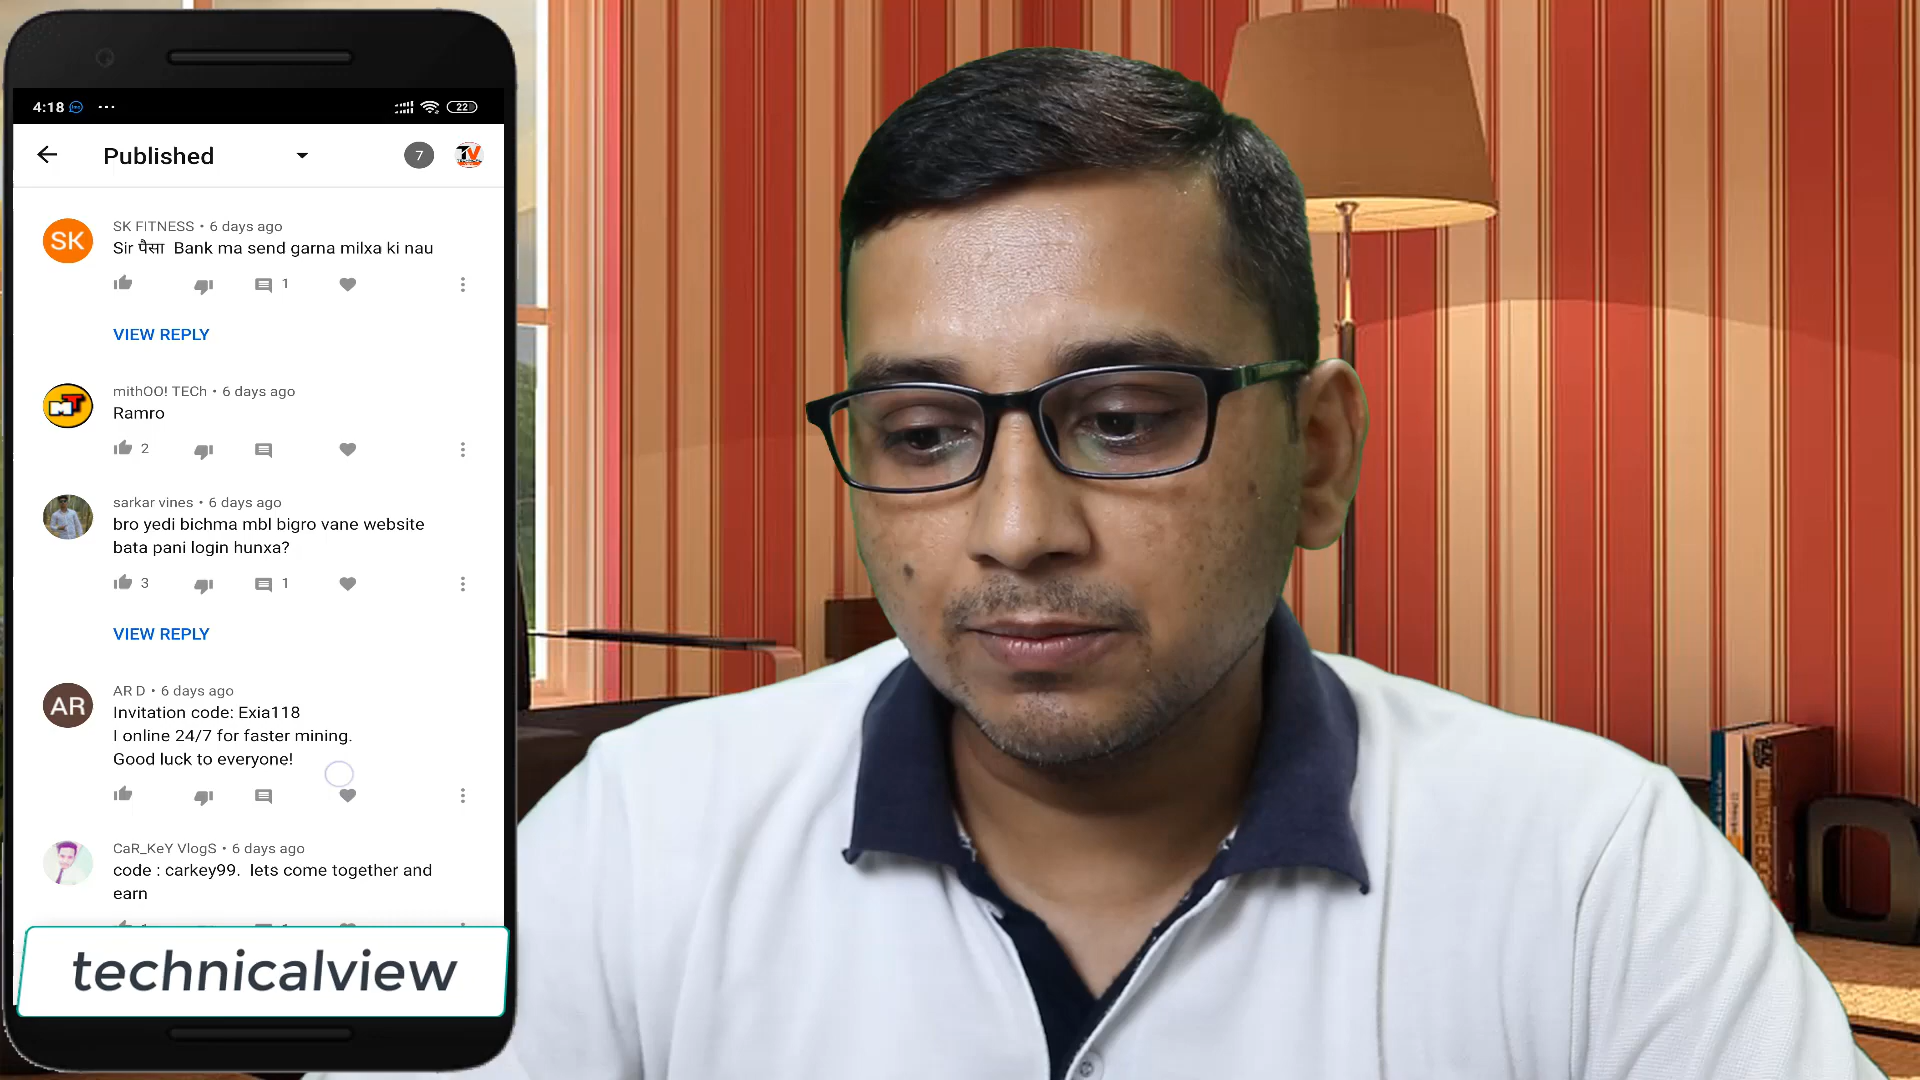 4:18
22
Published
7
TV
SK
SK FITNESS • 6 days ago
Sir पैसा Bank ma send garna milxa ki nau
1
VIEW REPLY
MT
mithOO! TECh • 6 days ago
Ramro
2
sarkar vines • 6 days ago
bro yedi bichma mbl bigro vane website
bata pani login hunxa?
3 1
VIEW REPLY
AR
AR D • 6 days ago
Invitation code: Exia118
I online 24/7 for faster mining.
Good luck to everyone!
CaR_KeY VlogS • 6 days ago
code : carkey99. lets come together and
earn
technicalview